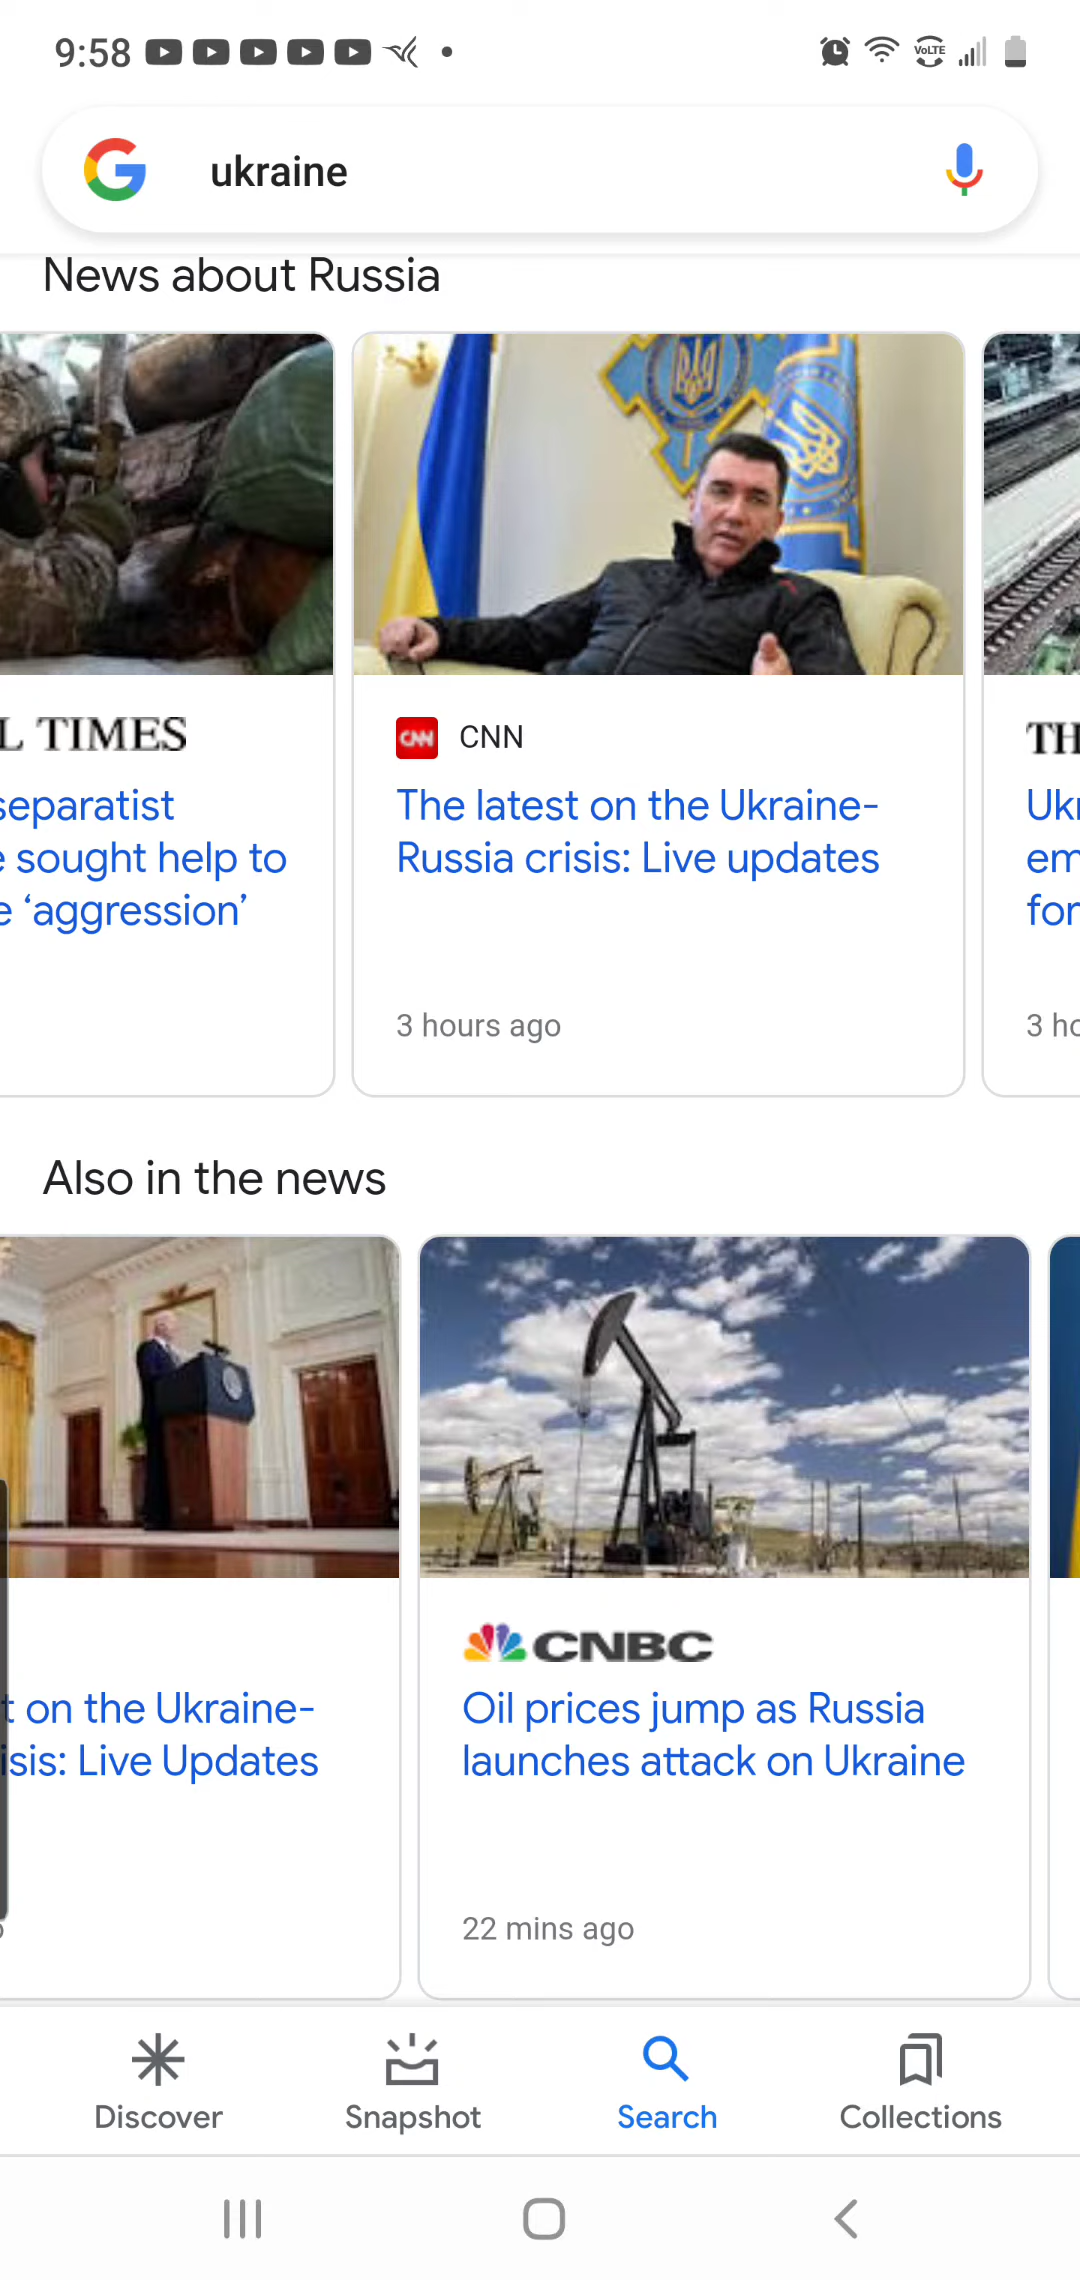 9:58
VoLTE
ukraine
News about Russia
L TIMES
separatist
sought help to
‘aggression’
CNN CNN
The latest on the Ukraine-
Russia crisis: Live updates
3 hours ago
TH
Ukr
em
for
3 ho
Also in the news
t on the Ukraine-
isis: Live Updates
CNBC
Oil prices jump as Russia
launches attack on Ukraine
22 mins ago
Discover
Snapshot
Search
Collections